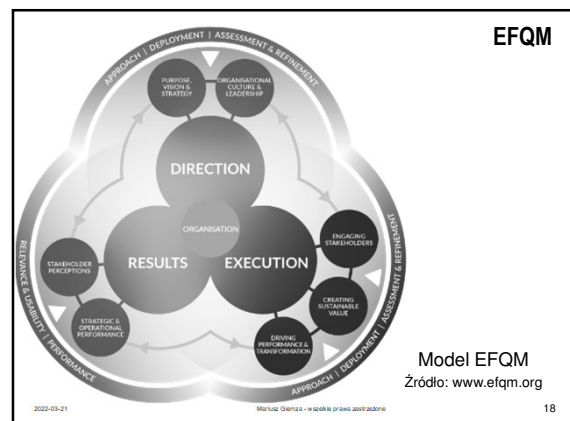 EFQM
APPROACH | DEPLOYMENT | ASSESSMENT & REFINEMENT
PURPOSE,
VISION &
STRATEGY
ORGANISATIONAL
CULTURE &
LEADERSHIP
DIRECTION
ORGANISATION
RESULTS
EXECUTION
STAKEHOLDER
PERCEPTIONS
STRATEGIC &
OPERATIONAL
PERFORMANCE
ENGAGING
STAKEHOLDERS
CREATING
SUSTAINABLE
VALUE
DRIVING
PERFORMANCE &
TRANSFORMATION
RELEVANCE & USABILITY | PERFORMANCE
APPROACH | DEPLOYMENT | ASSESSMENT & REFINEMENT
Model EFQM
Źródło: www.efqm.org
2022-03-21
Mariusz Giemza - wszelkie prawa zastrzeżone
18